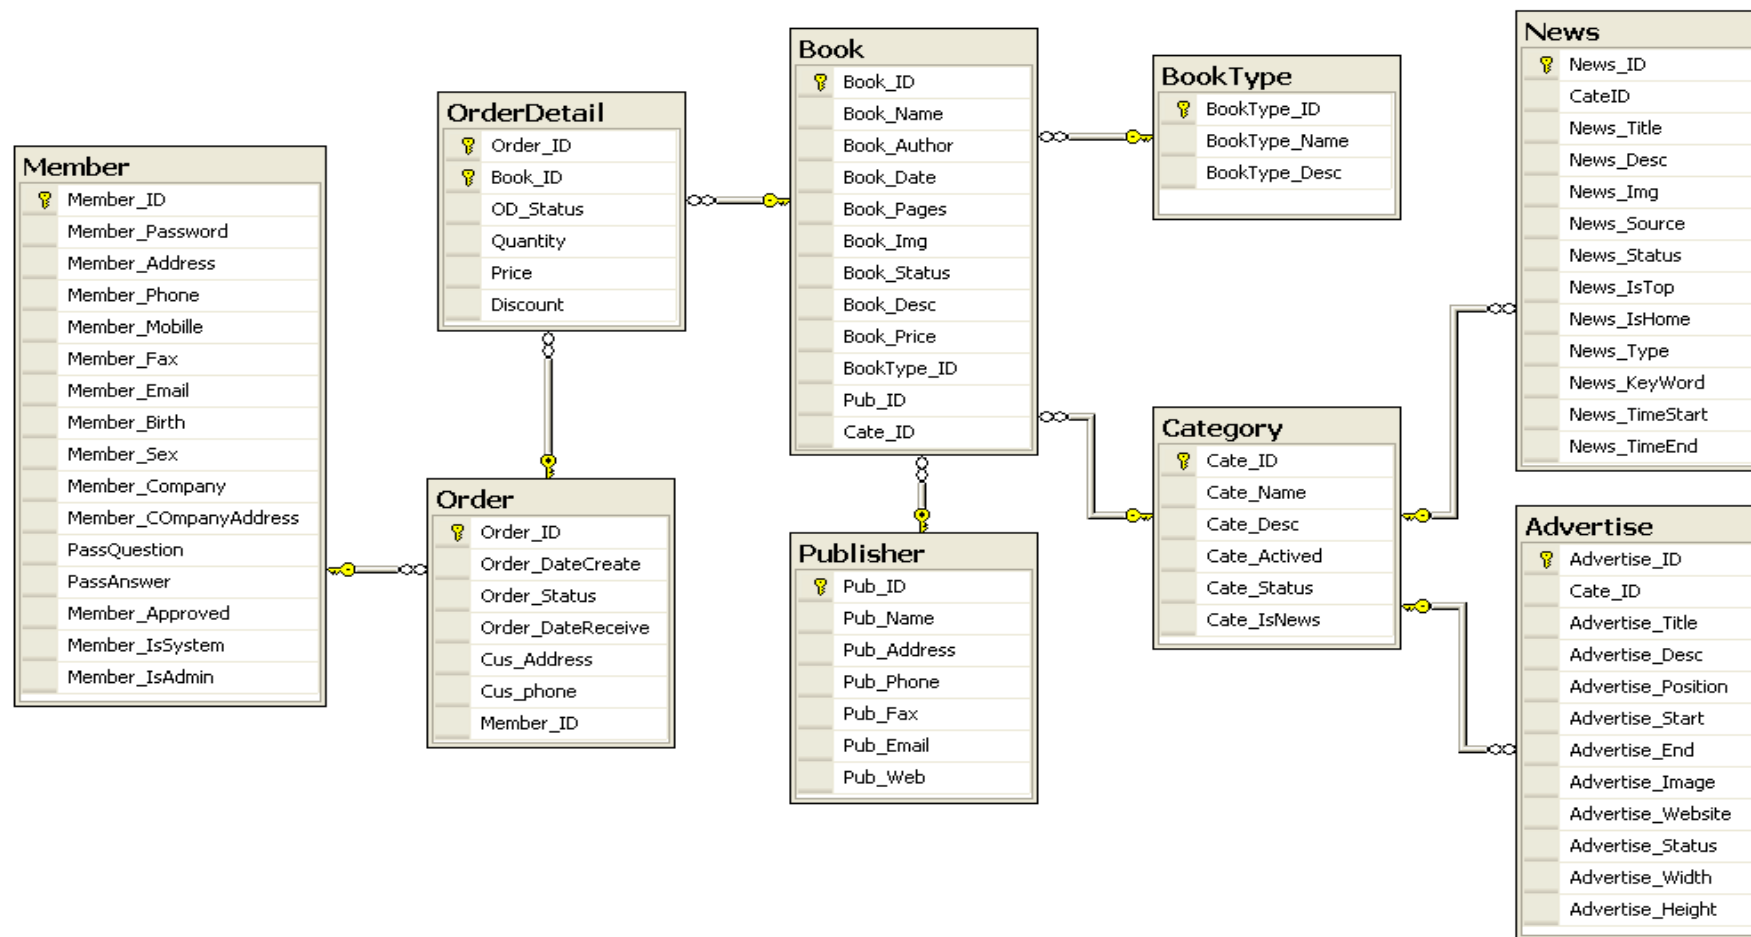 Member
Member_ID
Member_Password
Member_Address
Member_Phone
Member_Mobille
Member_Fax
Member_Email
Member_Birth
Member_Sex
Member_Company
Member_COmpanyAddress
PassQuestion
PassAnswer
Member_Approved
Member_IsSystem
Member_IsAdmin
OrderDetail
Order_ID
Book_ID
OD_Status
Quantity
Price
Discount
Order
Order_ID
Order_DateCreate
Order_Status
Order_DateReceive
Cus_Address
Cus_phone
Member_ID
Book
Book_ID
Book_Name
Book_Author
Book_Date
Book_Pages
Book_Img
Book_Status
Book_Desc
Book_Price
BookType_ID
Pub_ID
Cate_ID
Publisher
Pub_ID
Pub_Name
Pub_Address
Pub_Phone
Pub_Fax
Pub_Email
Pub_Web
BookType
BookType_ID
BookType_Name
BookType_Desc
Category
Cate_ID
Cate_Name
Cate_Desc
Cate_Actived
Cate_Status
Cate_IsNews
News
News_ID
CateID
News_Title
News_Desc
News_Img
News_Source
News_Status
News_IsTop
News_IsHome
News_Type
News_KeyWord
News_TimeStart
News_TimeEnd
Advertise
Advertise_ID
Cate_ID
Advertise_Title
Advertise_Desc
Advertise_Position
Advertise_Start
Advertise_End
Advertise_Image
Advertise_Website
Advertise_Status
Advertise_Width
Advertise_Height